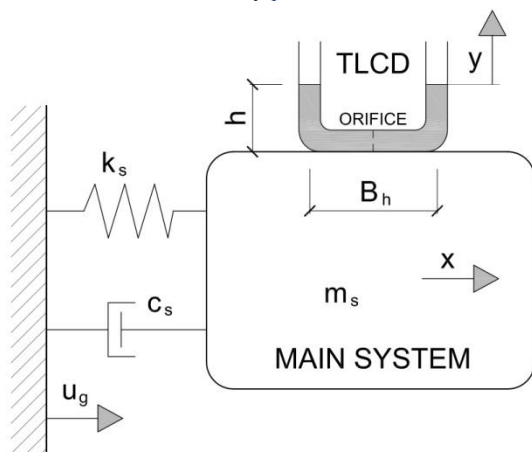 TLCD
y
ORIFICE
h
k_s
B_h
x
c_s
m_s
MAIN SYSTEM
u_g